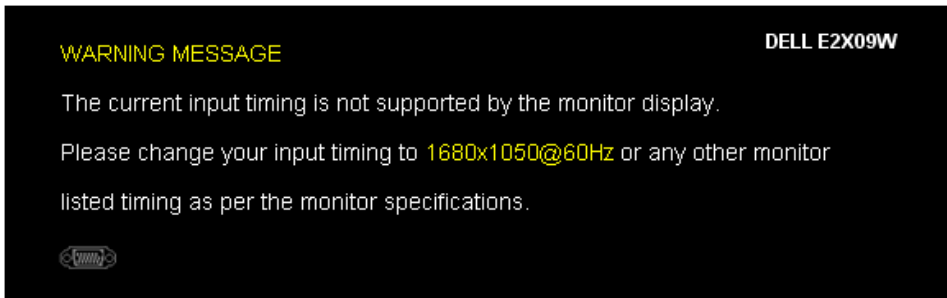 DELL E2X09W
WARNING MESSAGE
The current input timing is not supported by the monitor display.
Please change your input timing to 1680x1050@60Hz or any other monitor
listed timing as per the monitor specifications.